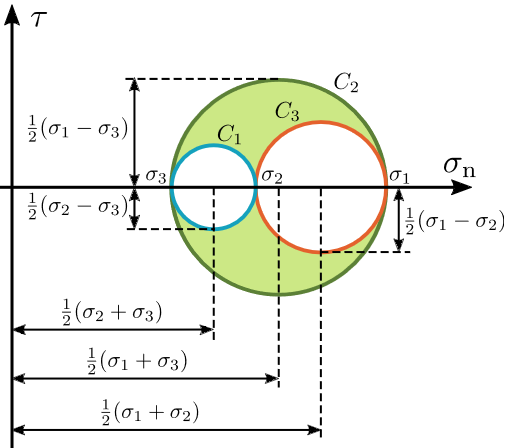 τ
C₂
C₃
½(σ₁ − σ₃)
C₁
σₙ
σ₃
σ₂
σ₁
½(σ₂ − σ₃)
½(σ₁ − σ₂)
½(σ₂ + σ₃)
½(σ₁ + σ₃)
½(σ₁ + σ₂)